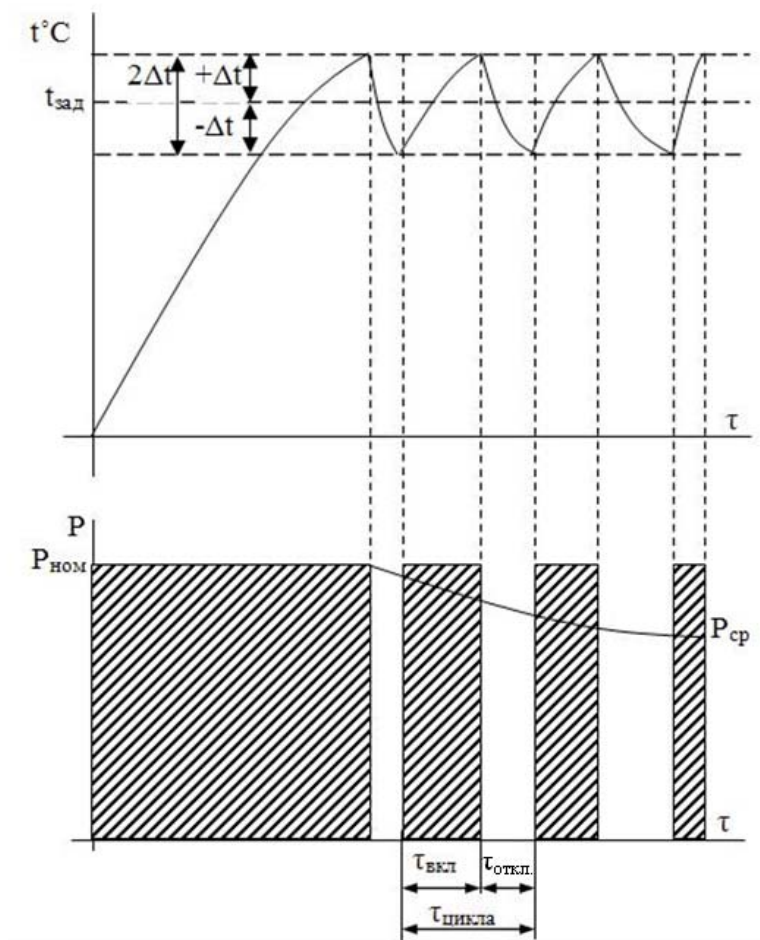 t°C
2Δt
+Δt
tзад
-Δt
τ
P
Pном
Pср
τ
τвкл
τоткл.
τцикла